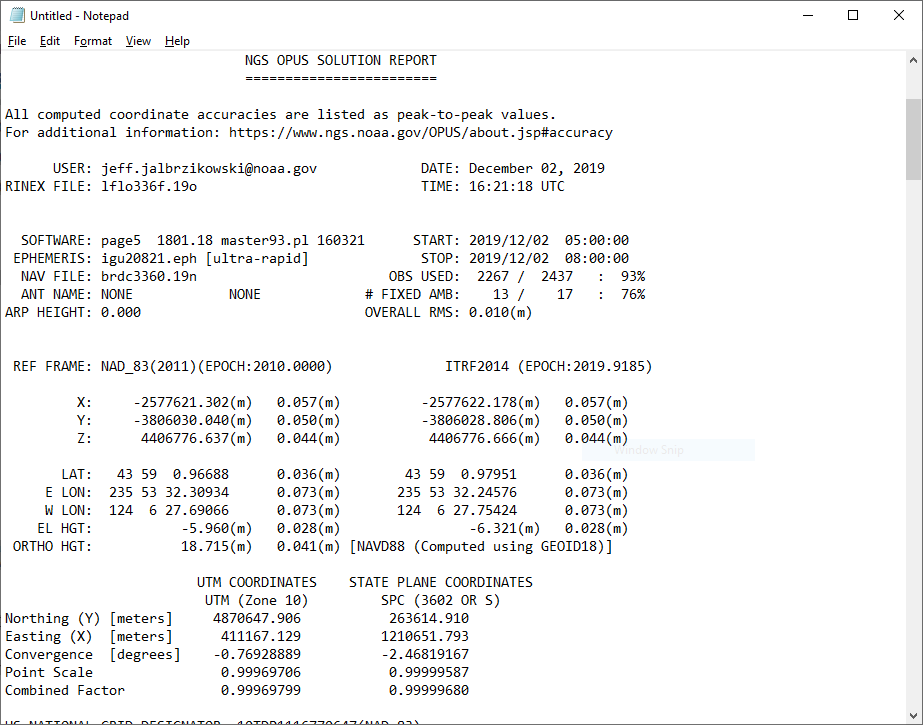 Untitled - Notepad
File Edit Format View Help
NGS OPUS SOLUTION REPORT
========================
All computed coordinate accuracies are listed as peak-to-peak values.
For additional information: https://www.ngs.noaa.gov/OPUS/about.jsp#accuracy
USER: jeff.jalbrzikowski@noaa.gov DATE: December 02, 2019
RINEX FILE: lflo336f.19o TIME: 16:21:18 UTC
SOFTWARE: page5 1801.18 master93.pl 160321 START: 2019/12/02 05:00:00
EPHEMERIS: igu20821.eph [ultra-rapid] STOP: 2019/12/02 08:00:00
NAV FILE: brdc3360.19n OBS USED: 2267 / 2437 : 93%
ANT NAME: NONE NONE # FIXED AMB: 13 / 17 : 76%
ARP HEIGHT: 0.000 OVERALL RMS: 0.010(m)
REF FRAME: NAD_83(2011)(EPOCH:2010.0000) ITRF2014 (EPOCH:2019.9185)
X: -2577621.302(m) 0.057(m) -2577622.178(m) 0.057(m)
Y: -3806030.040(m) 0.050(m) -3806028.806(m) 0.050(m)
Z: 4406776.637(m) 0.044(m) 4406776.666(m) 0.044(m)
Window Snip
LAT: 43 59 0.96688 0.036(m) 43 59 0.97951 0.036(m)
E LON: 235 53 32.30934 0.073(m) 235 53 32.24576 0.073(m)
W LON: 124 6 27.69066 0.073(m) 124 6 27.75424 0.073(m)
EL HGT: -5.960(m) 0.028(m) -6.321(m) 0.028(m)
ORTHO HGT: 18.715(m) 0.041(m) [NAVD88 (Computed using GEOID18)]
UTM COORDINATES STATE PLANE COORDINATES
UTM (Zone 10) SPC (3602 OR S)
Northing (Y) [meters] 4870647.906 263614.910
Easting (X) [meters] 411167.129 1210651.793
Convergence [degrees] -0.76928889 -2.46819167
Point Scale 0.99969706 0.99999587
Combined Factor 0.99969799 0.99999680
US NATIONAL GRID DESIGNATOR: